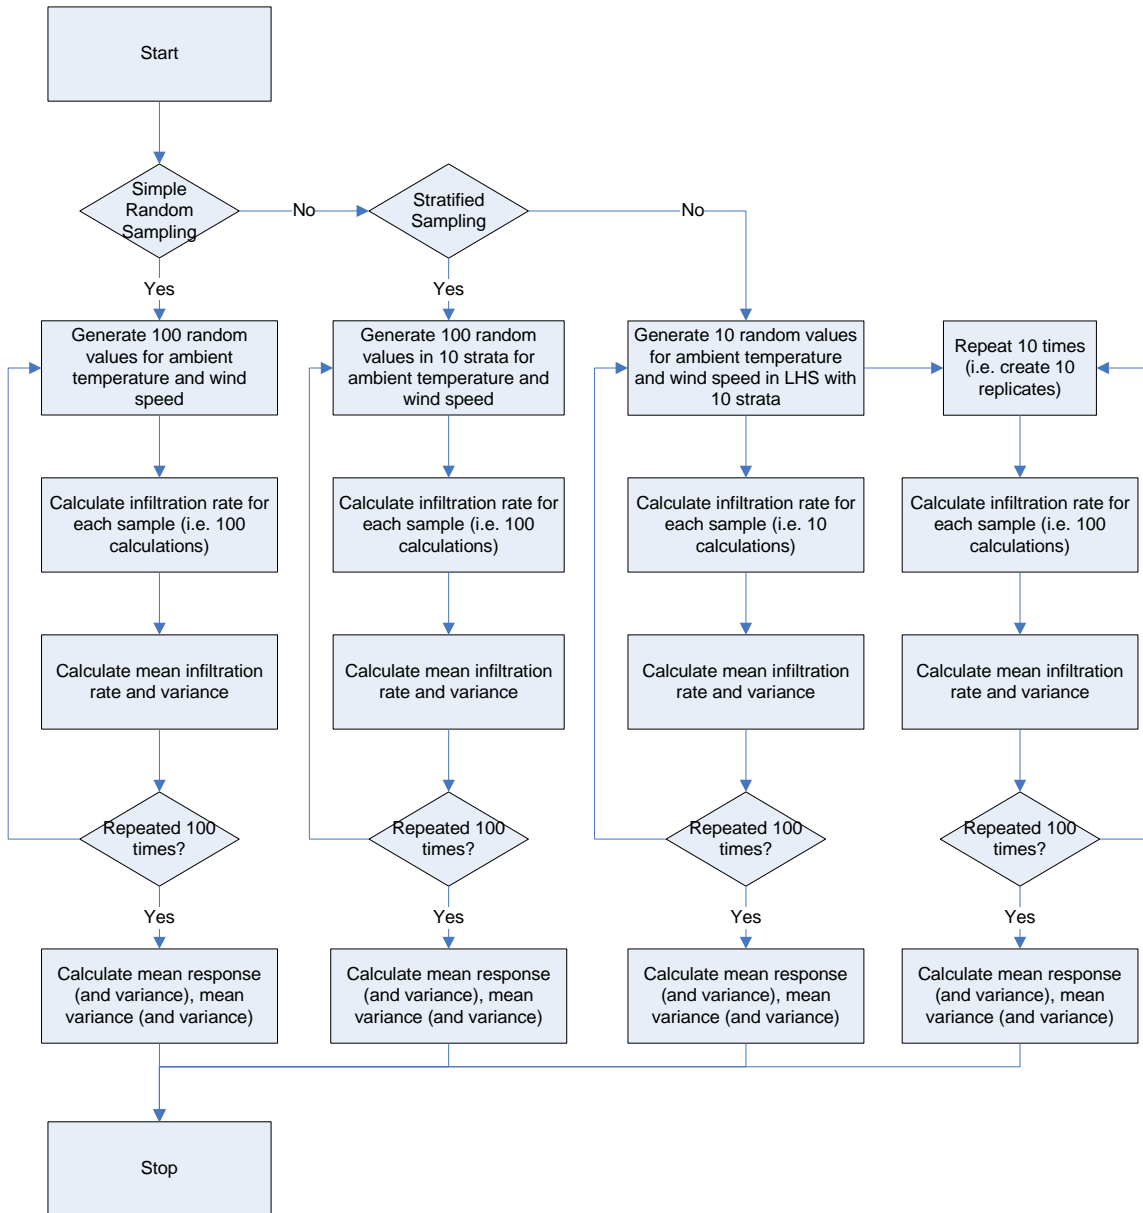 Start
Simple
Random
Sampling
No
Stratified
Sampling
No
Yes
Yes
Generate 100 random
values for ambient
temperature and wind
speed
Generate 100 random
values in 10 strata for
ambient temperature and
wind speed
Generate 10 random values
for ambient temperature
and wind speed in LHS with
10 strata
Repeat 10 times
(i.e. create 10
replicates)
Calculate infiltration rate for
each sample (i.e. 100
calculations)
Calculate infiltration rate for
each sample (i.e. 100
calculations)
Calculate infiltration rate for
each sample (i.e. 10
calculations)
Calculate infiltration rate for
each sample (i.e. 100
calculations)
Calculate mean infiltration
rate and variance
Calculate mean infiltration
rate and variance
Calculate mean infiltration
rate and variance
Calculate mean infiltration
rate and variance
Repeated 100
times?
Repeated 100
times?
Repeated 100
times?
Repeated 100
times?
Yes
Yes
Yes
Yes
Calculate mean response
(and variance), mean
variance (and variance)
Calculate mean response
(and variance), mean
variance (and variance)
Calculate mean response
(and variance), mean
variance (and variance)
Calculate mean response
(and variance), mean
variance (and variance)
Stop